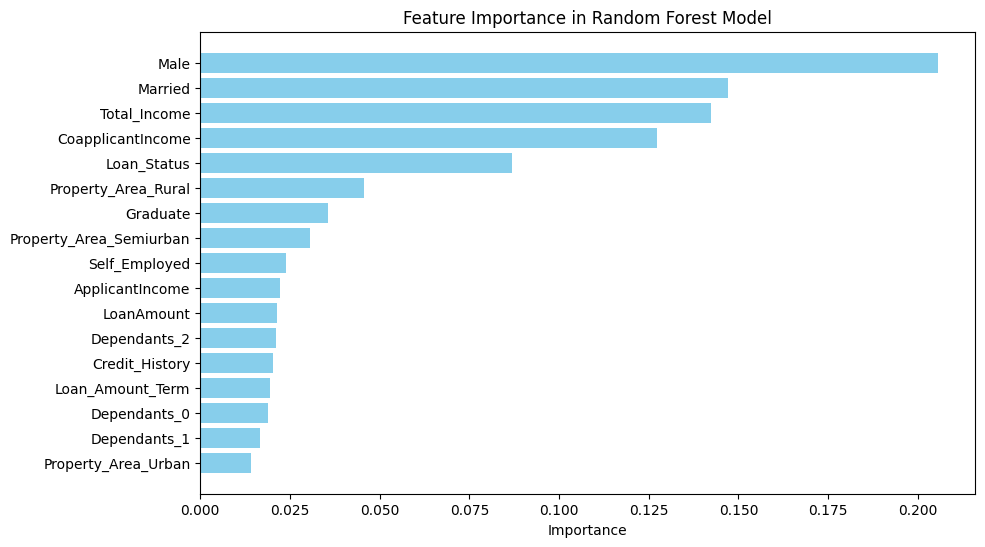 Feature Importance in Random Forest Model
Male
Married
Total_Income
CoapplicantIncome
Loan_Status
Property_Area_Rural
Graduate
Property_Area_Semiurban
Self_Employed
ApplicantIncome
LoanAmount
Dependants_2
Credit_History
Loan_Amount_Term
Dependants_0
Dependants_1
Property_Area_Urban
0.000 0.025 0.050 0.075 0.100 0.125 0.150 0.175 0.200
Importance